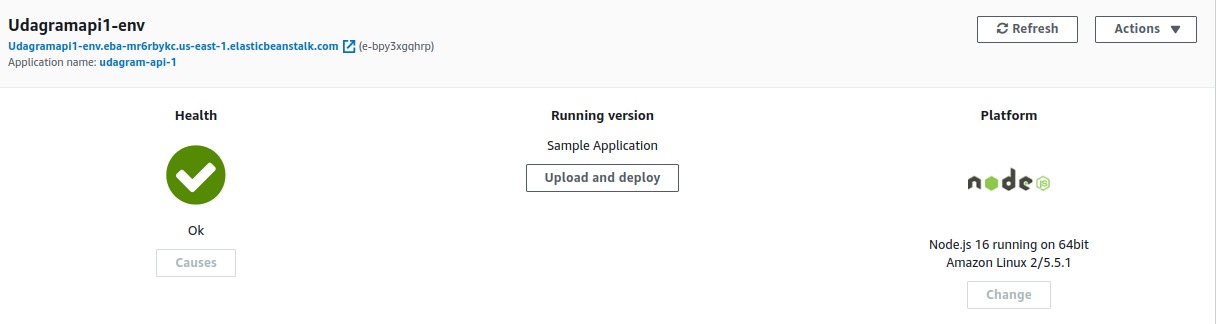 Udagramapi1-env
Udagramapi1-env.eba-mr6rbykc.us-east-1.elasticbeanstalk.com (e-bpy3xgqhrp)
Application name: udagram-api-1
Refresh
Actions
Health
Ok
Causes
Running version
Sample Application
Upload and deploy
Platform
node
JS
Node.js 16 running on 64bit
Amazon Linux 2/5.5.1
Change